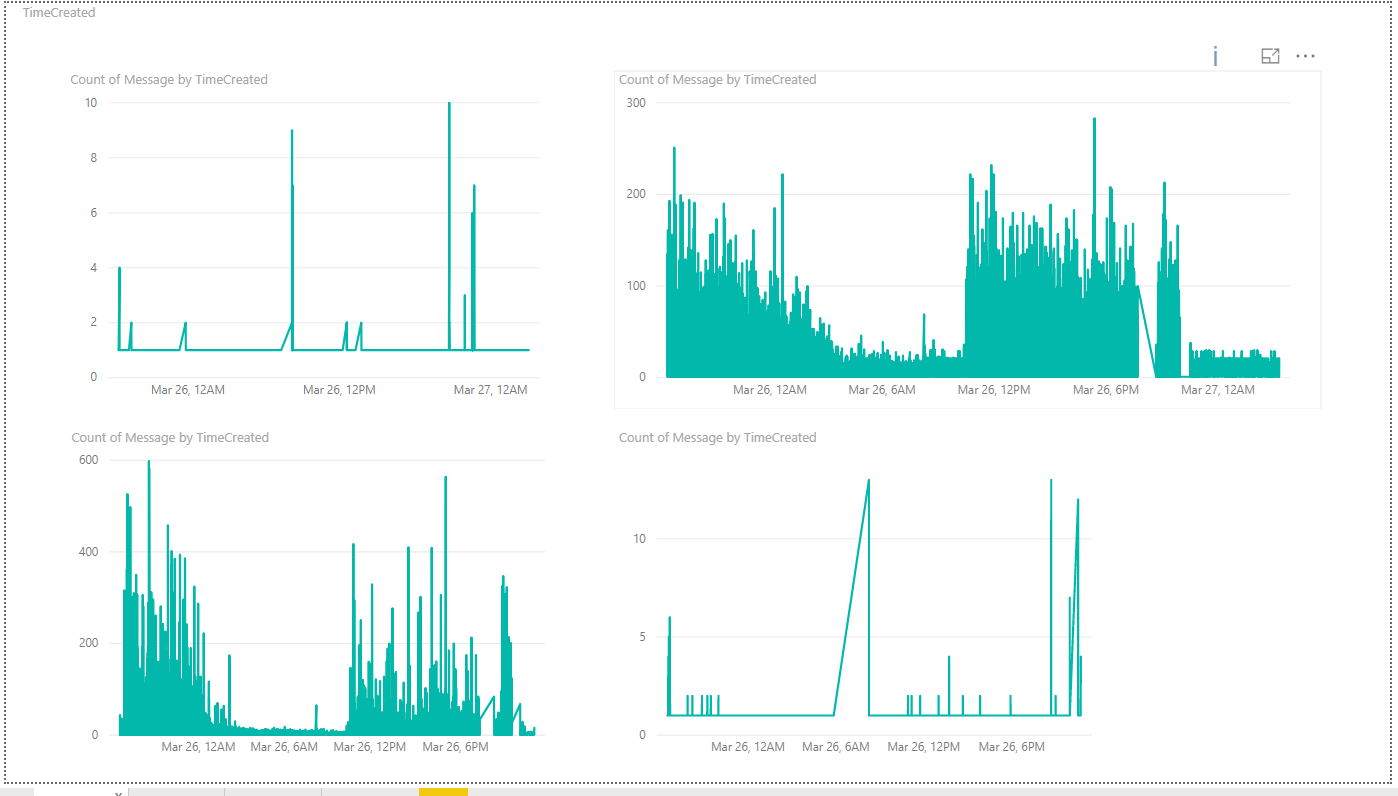 TimeCreated
Count of Message by TimeCreated
10
8
6
4
2
0
Mar 26, 12AM Mar 26, 12PM Mar 27, 12AM
Count of Message by TimeCreated
300
200
100
0
Mar 26, 12AM Mar 26, 6AM Mar 26, 12PM Mar 26, 6PM Mar 27, 12AM
Count of Message by TimeCreated
600
400
200
0
Mar 26, 12AM Mar 26, 6AM Mar 26, 12PM Mar 26, 6PM
Count of Message by TimeCreated
10
5
0
Mar 26, 12AM Mar 26, 6AM Mar 26, 12PM Mar 26, 6PM